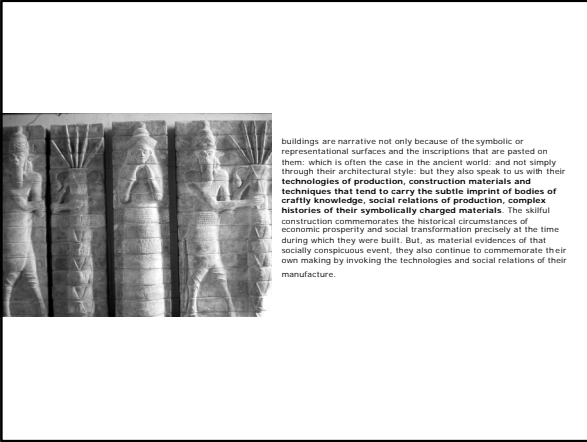 buildings are narrative not only because of the symbolic or
representational surfaces and the inscriptions that are pasted on
them: which is often the case in the ancient world: and not simply
through their architectural style: but they also speak to us with their
technologies of production, construction materials and
techniques that tend to carry the subtle imprint of bodies of
craftly knowledge, social relations of production, complex
histories of their symbolically charged materials. The skilful
construction commemorates the historical circumstances of
economic prosperity and social transformation precisely at the time
during which they were built. But, as material evidences of that
socially conspicuous event, they also continue to commemorate their
own making by invoking the technologies and social relations of their
manufacture.